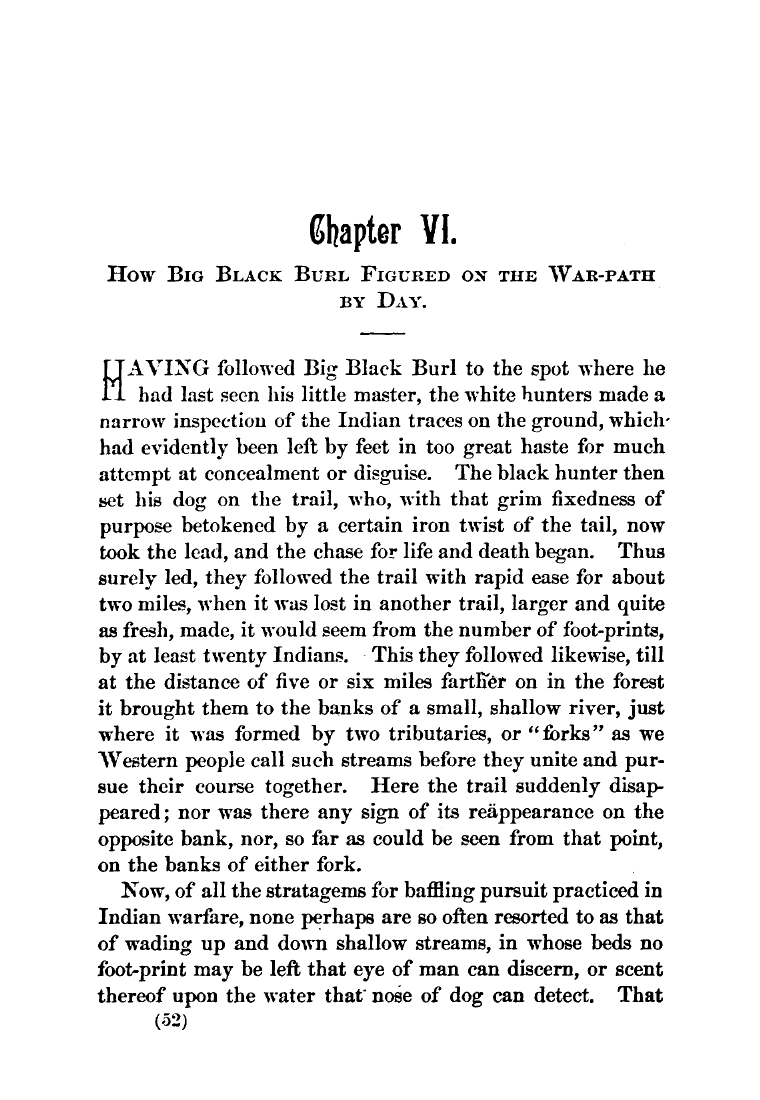 Chapter VI.
How Big Black Burl Figured on the War-path
by Day.
HAVING followed Big Black Burl to the spot where he
had last seen his little master, the white hunters made a
narrow inspection of the Indian traces on the ground, which
had evidently been left by feet in too great haste for much
attempt at concealment or disguise. The black hunter then
set his dog on the trail, who, with that grim fixedness of
purpose betokened by a certain iron twist of the tail, now
took the lead, and the chase for life and death began. Thus
surely led, they followed the trail with rapid ease for about
two miles, when it was lost in another trail, larger and quite
as fresh, made, it would seem from the number of foot-prints,
by at least twenty Indians. This they followed likewise, till
at the distance of five or six miles farther on in the forest
it brought them to the banks of a small, shallow river, just
where it was formed by two tributaries, or "forks" as we
Western people call such streams before they unite and pur-
sue their course together. Here the trail suddenly disap-
peared; nor was there any sign of its reäppearance on the
opposite bank, nor, so far as could be seen from that point,
on the banks of either fork.
Now, of all the stratagems for baffling pursuit practiced in
Indian warfare, none perhaps are so often resorted to as that
of wading up and down shallow streams, in whose beds no
foot-print may be left that eye of man can discern, or scent
thereof upon the water that nose of dog can detect. That
(52)